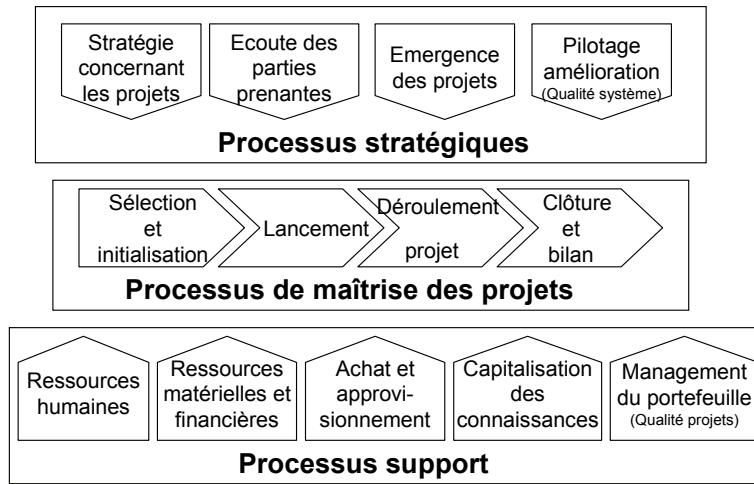 Stratégie
concernant
les projets
Ecoute des
parties
prenantes
Emergence
des projets
Pilotage
amélioration
(Qualité système)
Processus stratégiques
Sélection
et
initialisation
Lancement
Déroulement
projet
Clôture
et
bilan
Processus de maîtrise des projets
Ressources
humaines
Ressources
matérielles et
financières
Achat et
approvi-
sionnement
Capitalisation
des
connaissances
Management
du portefeuille
(Qualité projets)
Processus support